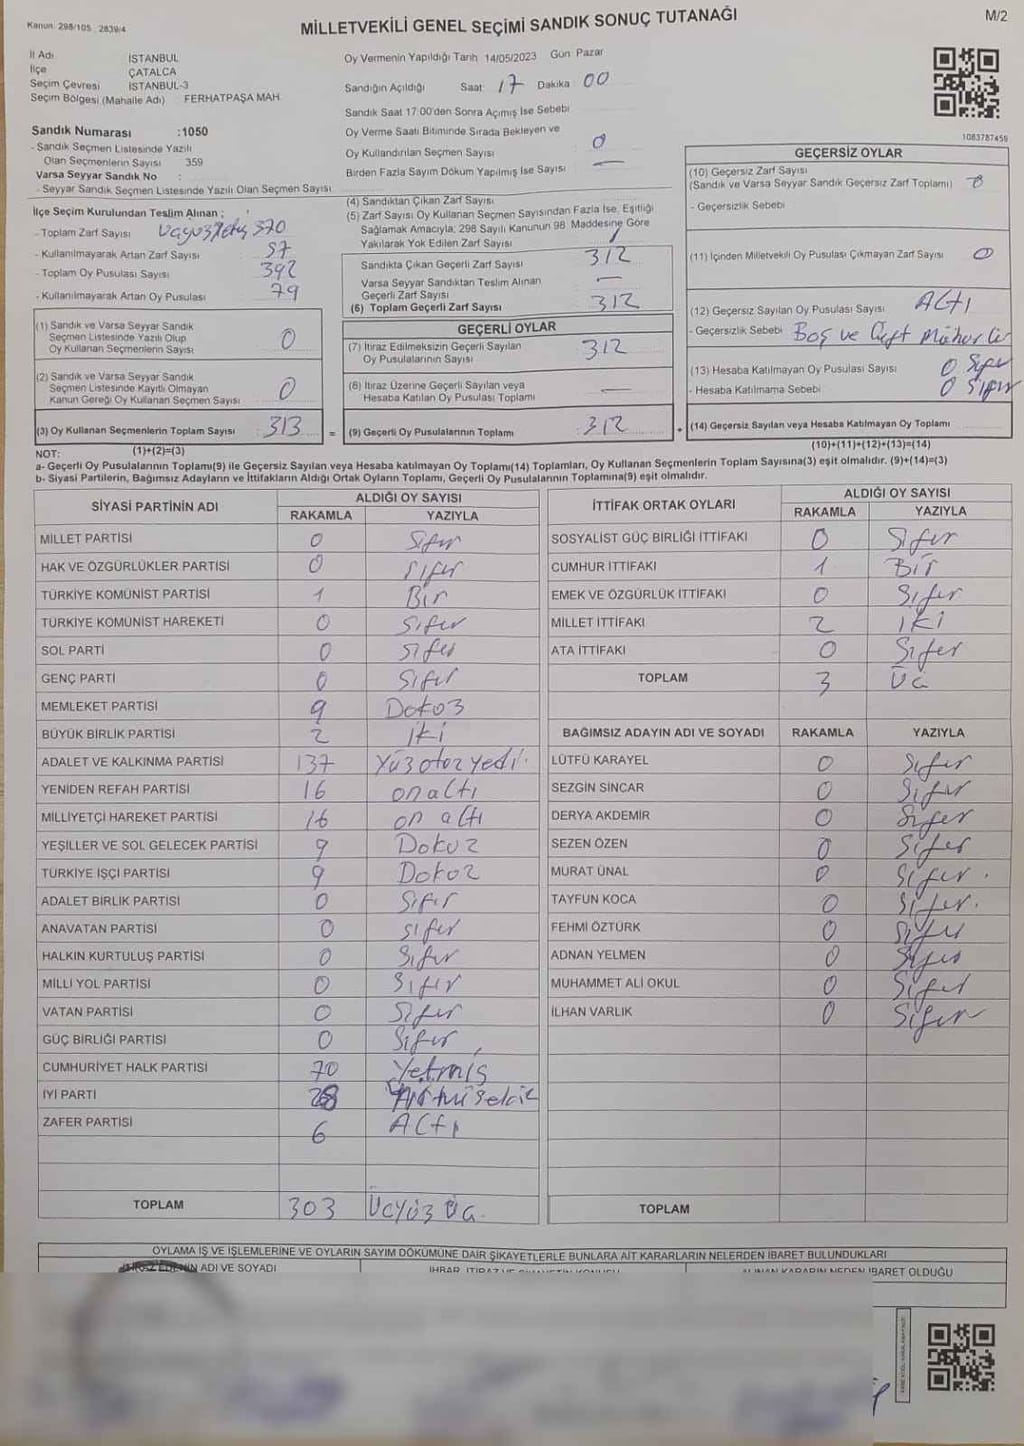 Kanun: 298/105 , 2839/4
MİLLETVEKİLİ GENEL SEÇİMİ SANDIK SONUÇ TUTANAĞI
M/2
İl Adı İSTANBUL
İlçe ÇATALCA
Seçim Çevresi İSTANBUL-3
Seçim Bölgesi (Mahalle Adı) FERHATPAŞA MAH.
Oy Vermenin Yapıldığı Tarih 14/05/2023 Gün Pazar
Sandığın Açıldığı Saat 17 Dakika 00
Sandık Saat 17:00'den Sonra Açımış İse Sebebi
Sandık Numarası :1050
- Sandık Seçmen Listesinde Yazılı
Olan Seçmenlerin Sayısı 359
Varsa Seyyar Sandık No :
- Seyyar Sandık Seçmen Listesinde Yazılı Olan Seçmen Sayısı
Oy Verme Saati Bitiminde Sırada Bekleyen ve
Oy Kullandırılan Seçmen Sayısı 0
Birden Fazla Sayım Döküm Yapılmış İse Sayısı —
1083787459
İlçe Seçim Kurulundan Teslim Alınan ;
- Toplam Zarf Sayısı 370
- Kullanılmayarak Artan Zarf Sayısı 57
- Toplam Oy Pusulası Sayısı 392
- Kullanılmayarak Artan Oy Pusulası 79
(4) Sandıktan Çıkan Zarf Sayısı
(5) Zarf Sayısı Oy Kullanan Seçmen Sayısından Fazla İse, Eşitliği
Sağlamak Amacıyla, 298 Sayılı Kanunun 98. Maddesine Göre
Yakılarak Yok Edilen Zarf Sayısı
Sandıkta Çıkan Geçerli Zarf Sayısı 312
Varsa Seyyar Sandıktan Teslim Alınan
Geçerli Zarf Sayısı —
(6) Toplam Geçerli Zarf Sayısı 312
GEÇERSİZ OYLAR
(10) Geçersiz Zarf Sayısı
(Sandık ve Varsa Seyyar Sandık Geçersiz Zarf Toplamı)
- Geçersizlik Sebebi
(11) İçinden Milletvekili Oy Pusulası Çıkmayan Zarf Sayısı 0
(12) Geçersiz Sayılan Oy Pusulası Sayısı Altı
- Geçersizlik Sebebi Boş ve Çift Mühürlü
(13) Hesaba Katılmayan Oy Pusulası Sayısı 0 Sıfır
- Hesaba Katılmama Sebebi 0 Sıfır
(14) Geçersiz Sayılan veya Hesaba Katılmayan Oy Toplamı
(10)+(11)+(12)+(13)=(14)
(1) Sandık ve Varsa Seyyar Sandık
Seçmen Listesinde Yazılı Olup
Oy Kullanan Seçmenlerin Sayısı 0
(2) Sandık ve Varsa Seyyar Sandık
Seçmen Listesinde Kayıtlı Olmayan
Kanun Gereği Oy Kullanan Seçmen Sayısı 0
(3) Oy Kullanan Seçmenlerin Toplam Sayısı 313
(1)+(2)=(3)
GEÇERLİ OYLAR
(7) İtiraz Edilmeksizin Geçerli Sayılan
Oy Pusulalarının Sayısı 312
(8) İtiraz Üzerine Geçerli Sayılan veya
Hesaba Katılan Oy Pusulası Toplamı —
= (9) Geçerli Oy Pusulalarının Toplamı 312 +
NOT:
a- Geçerli Oy Pusulalarının Toplamı(9) ile Geçersiz Sayılan veya Hesaba katılmayan Oy Toplamı(14) Toplamları, Oy Kullanan Seçmenlerin Toplam Sayısına(3) eşit olmalıdır. (9)+(14)=(3)
b- Siyasi Partilerin, Bağımsız Adayların ve İttifakların Aldığı Ortak Oyların Toplamı, Geçerli Oy Pusulalarının Toplamına(9) eşit olmalıdır.
SİYASİ PARTİNİN ADI ALDIĞI OY SAYISI
RAKAMLA YAZIYLA
MİLLET PARTİSİ 0 Sıfır
HAK VE ÖZGÜRLÜKLER PARTİSİ 0 Sıfır
TÜRKİYE KOMÜNİST PARTİSİ 1 Bir
TÜRKİYE KOMÜNİST HAREKETİ 0 Sıfır
SOL PARTİ 0 Sıfır
GENÇ PARTİ 0 Sıfır
MEMLEKET PARTİSİ 9 Dokoz
BÜYÜK BİRLİK PARTİSİ 2 İki
ADALET VE KALKINMA PARTİSİ 137 Yüzotozyedi.
YENİDEN REFAH PARTİSİ 16 onaltı
MİLLİYETÇİ HAREKET PARTİSİ 16 on altı
YEŞİLLER VE SOL GELECEK PARTİSİ 9 Dokuz
TÜRKİYE İŞÇİ PARTİSİ 9 Dokoz
ADALET BİRLİK PARTİSİ 0 Sıfır
ANAVATAN PARTİSİ 0 sıfır
HALKIN KURTULUŞ PARTİSİ 0 Sıfır
MİLLİ YOL PARTİSİ 0 Sıfır
VATAN PARTİSİ 0 Sıfır
GÜÇ BİRLİĞİ PARTİSİ 0 Sıfır
CUMHURİYET HALK PARTİSİ 70 Yetmiş
İYİ PARTİ 28
ZAFER PARTİSİ 6 Altı
TOPLAM 303 Üçyüz Üç.
İTTİFAK ORTAK OYLARI ALDIĞI OY SAYISI
RAKAMLA YAZIYLA
SOSYALİST GÜÇ BİRLİĞİ İTTİFAKI 0 Sıfır
CUMHUR İTTİFAKI 1 Bir
EMEK VE ÖZGÜRLÜK İTTİFAKI 0 Sıfır
MİLLET İTTİFAKI 2 İki
ATA İTTİFAKI 0 Sıfır
TOPLAM 3 Üç
BAĞIMSIZ ADAYIN ADI VE SOYADI RAKAMLA YAZIYLA
LÜTFÜ KARAYEL 0 Sıfır
SEZGİN SİNCAR 0 Sıfır
DERYA AKDEMİR 0 Sıfır
SEZEN ÖZEN 0 Sıfır
MURAT ÜNAL 0 Sıfır.
TAYFUN KOCA 0 Sıfır.
FEHMİ ÖZTÜRK 0 Sıfır
ADNAN YELMEN 0 Sıfır
MUHAMMET ALİ OKUL 0 Sıfır
İLHAN VARLIK 0 Sıfır
TOPLAM
OYLAMA İŞ VE İŞLEMLERİNE VE OYLARIN SAYIM DÖKÜMÜNE DAİR ŞİKAYETLERLE BUNLARA AİT KARARLARIN NELERDEN İBARET BULUNDUKLARI
ADI VE SOYADI
ALINAN KARARIN NEDEN İBARET OLDUĞU